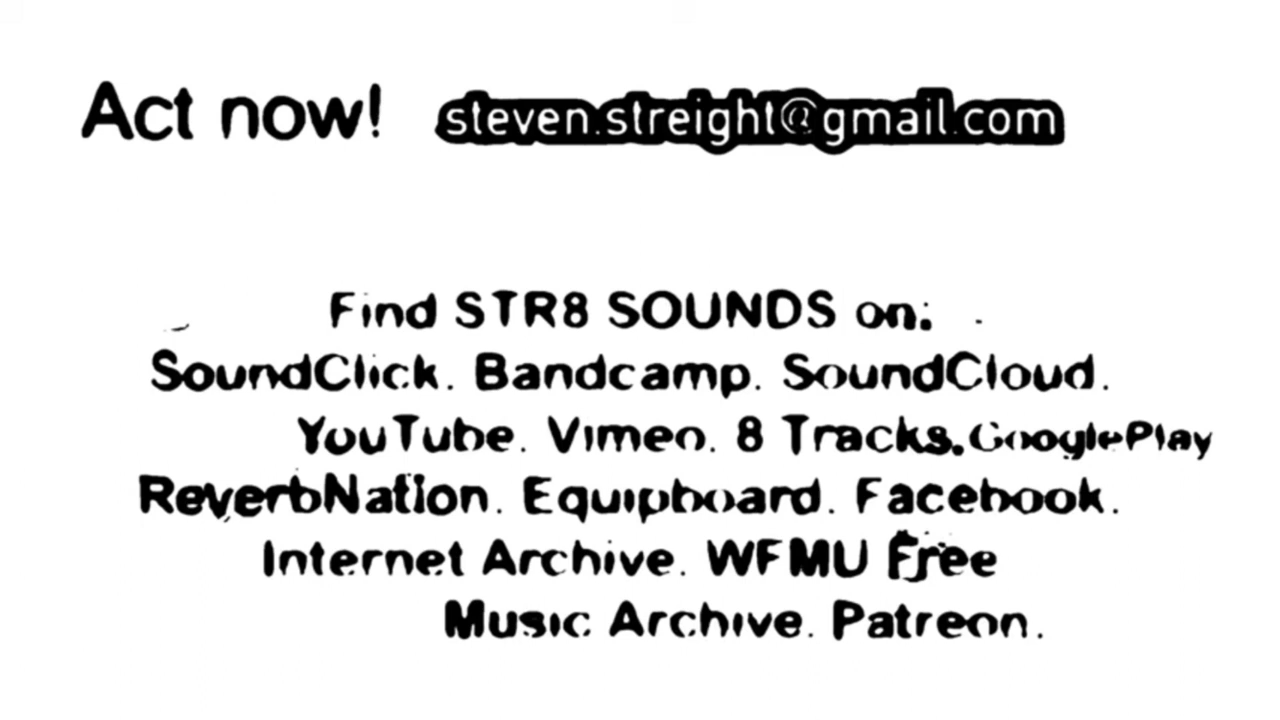 Act now! steven.streight@gmail.com
Find STR8 SOUNDS on:
SoundClick. Bandcamp. SoundCloud.
YouTube. Vimeo. 8 Tracks. GooglePlay
ReverbNation. Equipboard. Facebook.
Internet Archive. WFMU Free
Music Archive. Patreon.